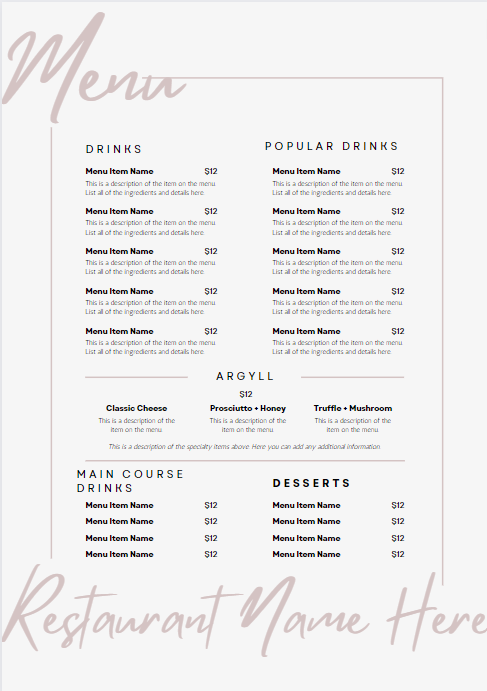 Menu
DRINKS
Menu Item Name $12
This is a description of the item on the menu.
List all of the ingredients and details here.
Menu Item Name $12
This is a description of the item on the menu.
List all of the ingredients and details here.
Menu Item Name $12
This is a description of the item on the menu.
List all of the ingredients and details here.
Menu Item Name $12
This is a description of the item on the menu.
List all of the ingredients and details here.
Menu Item Name $12
This is a description of the item on the menu.
List all of the ingredients and details here.
POPULAR DRINKS
Menu Item Name $12
This is a description of the item on the menu.
List all of the ingredients and details here.
Menu Item Name $12
This is a description of the item on the menu.
List all of the ingredients and details here.
Menu Item Name $12
This is a description of the item on the menu.
List all of the ingredients and details here.
Menu Item Name $12
This is a description of the item on the menu.
List all of the ingredients and details here.
Menu Item Name $12
This is a description of the item on the menu.
List all of the ingredients and details here.
ARGYLL
$12
Classic Cheese
This is a description of the
item on the menu.
Prosciutto + Honey
This is a description of the
item on the menu.
Truffle + Mushroom
This is a description of the
item on the menu.
This is a description of the specialty items above. Here you can add any additional information.
MAIN COURSE
DRINKS
Menu Item Name $12
Menu Item Name $12
Menu Item Name $12
Menu Item Name $12
DESSERTS
Menu Item Name $12
Menu Item Name $12
Menu Item Name $12
Menu Item Name $12
Restaurant Name Here